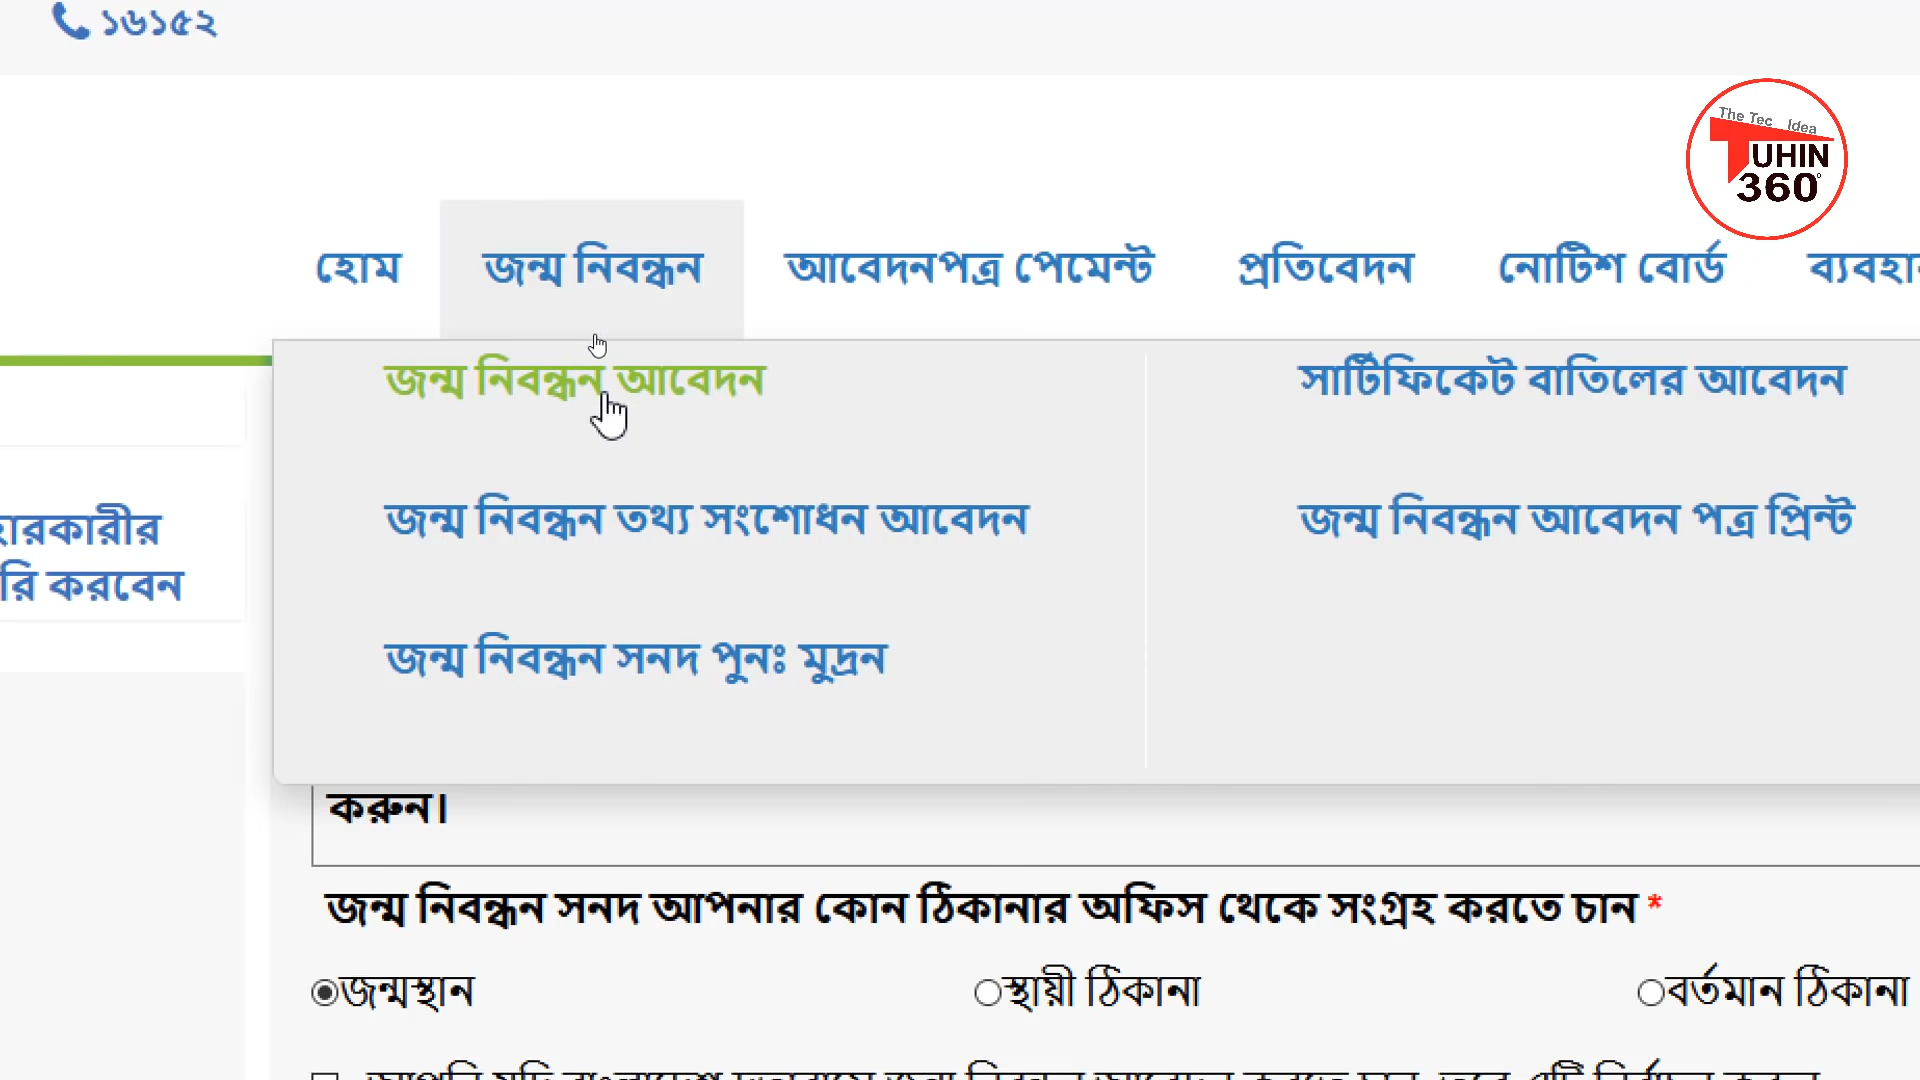 ১৬১৫২
The Tec Idea
TUHIN
360°
হোম জন্ম নিবন্ধন আবেদনপত্র পেমেন্ট প্রতিবেদন নোটিশ বোর্ড
জন্ম নিবন্ধন আবেদন সার্টিফিকেট বাতিলের আবেদন
জন্ম নিবন্ধন তথ্য সংশোধন আবেদন জন্ম নিবন্ধন আবেদন পত্র প্রিন্ট
করবেন
জন্ম নিবন্ধন সনদ পুনঃ মুদ্রন
করুন।
জন্ম নিবন্ধন সনদ আপনার কোন ঠিকানার অফিস থেকে সংগ্রহ করতে চান *
জন্মস্থান স্থায়ী ঠিকানা বর্তমান ঠিকানা